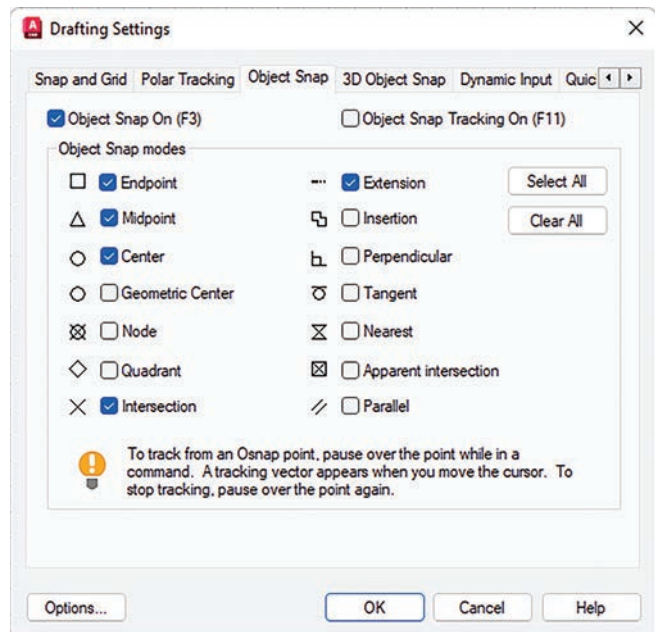 Drafting Settings
Snap and Grid Polar Tracking Object Snap 3D Object Snap Dynamic Input Quic
Object Snap On (F3) Object Snap Tracking On (F11)
Object Snap modes
Endpoint Extension Select All
Midpoint Insertion Clear All
Center Perpendicular
Geometric Center Tangent
Node Nearest
Quadrant Apparent intersection
Intersection Parallel
To track from an Osnap point, pause over the point while in a
command. A tracking vector appears when you move the cursor. To
stop tracking, pause over the point again.
Options... OK Cancel Help